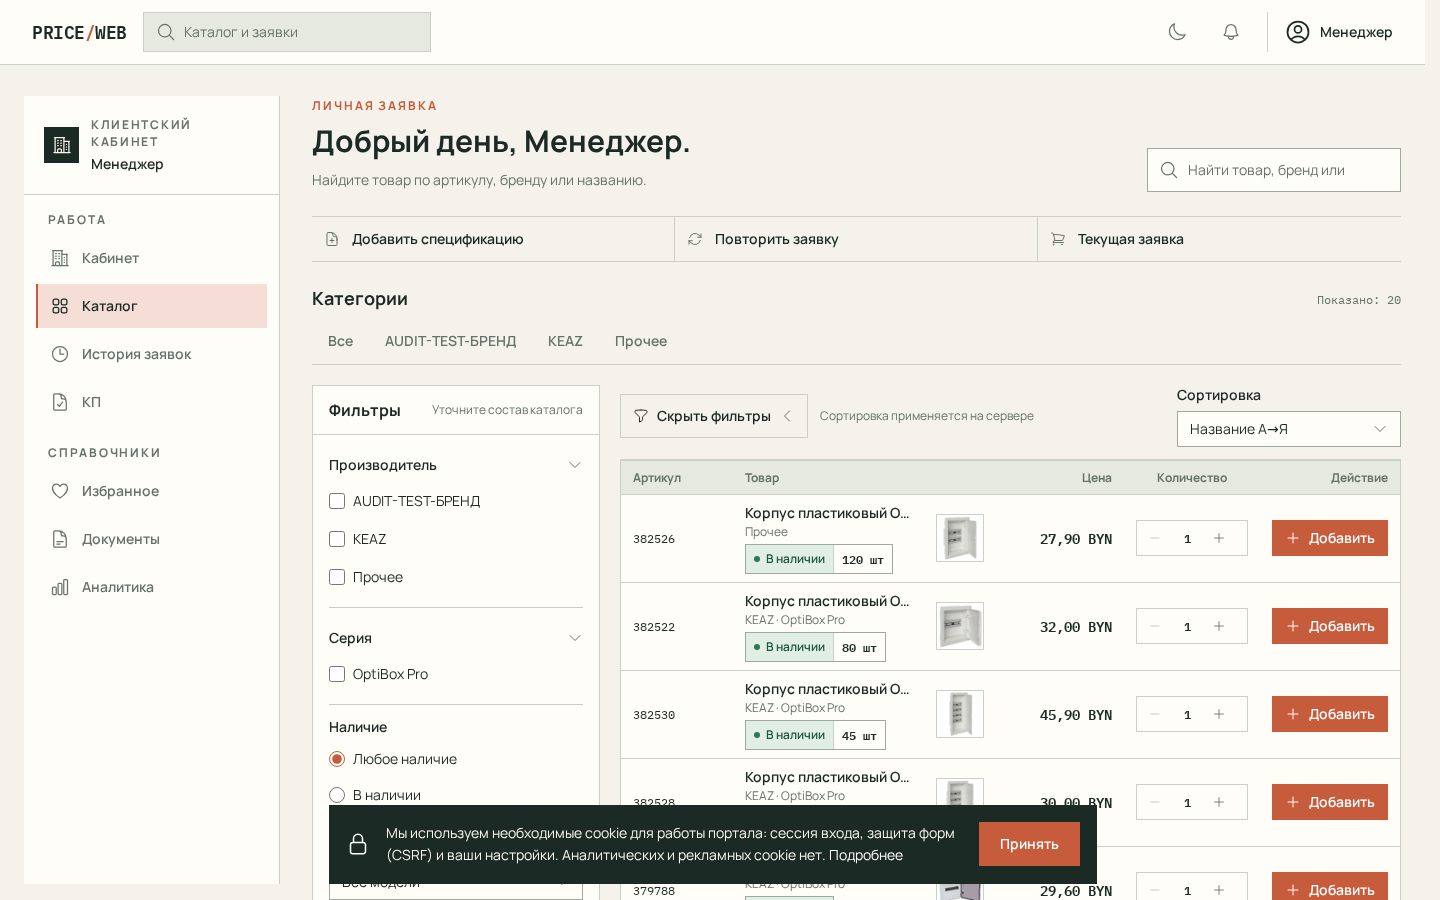 PRICE/WEB
Каталог и заявки
Менеджер
КЛИЕНТСКИЙ
КАБИНЕТ
Менеджер
РАБОТА
Кабинет
Каталог
История заявок
КП
СПРАВОЧНИКИ
Избранное
Документы
Аналитика
ЛИЧНАЯ ЗАЯВКА
Добрый день, Менеджер.
Найдите товар по артикулу, бренду или названию.
Найти товар, бренд или
Добавить спецификацию
Повторить заявку
Текущая заявка
Категории
Показано: 20
Все
AUDIT-TEST-БРЕНД
KEAZ
Прочее
Фильтры
Уточните состав каталога
Производитель
AUDIT-TEST-БРЕНД
KEAZ
Прочее
Серия
OptiBox Pro
Наличие
Любое наличие
В наличии
Скрыть фильтры
Сортировка применяется на сервере
Сортировка
Название А→Я
Артикул Товар Цена Количество Действие
382526
Корпус пластиковый О...
Прочее
В наличии 120 шт
27,90 BYN
1
Добавить
382522
Корпус пластиковый О...
KEAZ · OptiBox Pro
В наличии 80 шт
32,00 BYN
1
Добавить
382530
Корпус пластиковый О...
KEAZ · OptiBox Pro
В наличии 45 шт
45,90 BYN
1
Добавить
382528
Корпус пластиковый О...
KEAZ · OptiBox Pro
30,00 BYN
1
Добавить
379788
KEAZ · OptiBox Pro
29,60 BYN
1
Добавить
Мы используем необходимые cookie для работы портала: сессия входа, защита форм
(CSRF) и ваши настройки. Аналитических и рекламных cookie нет. Подробнее
Принять